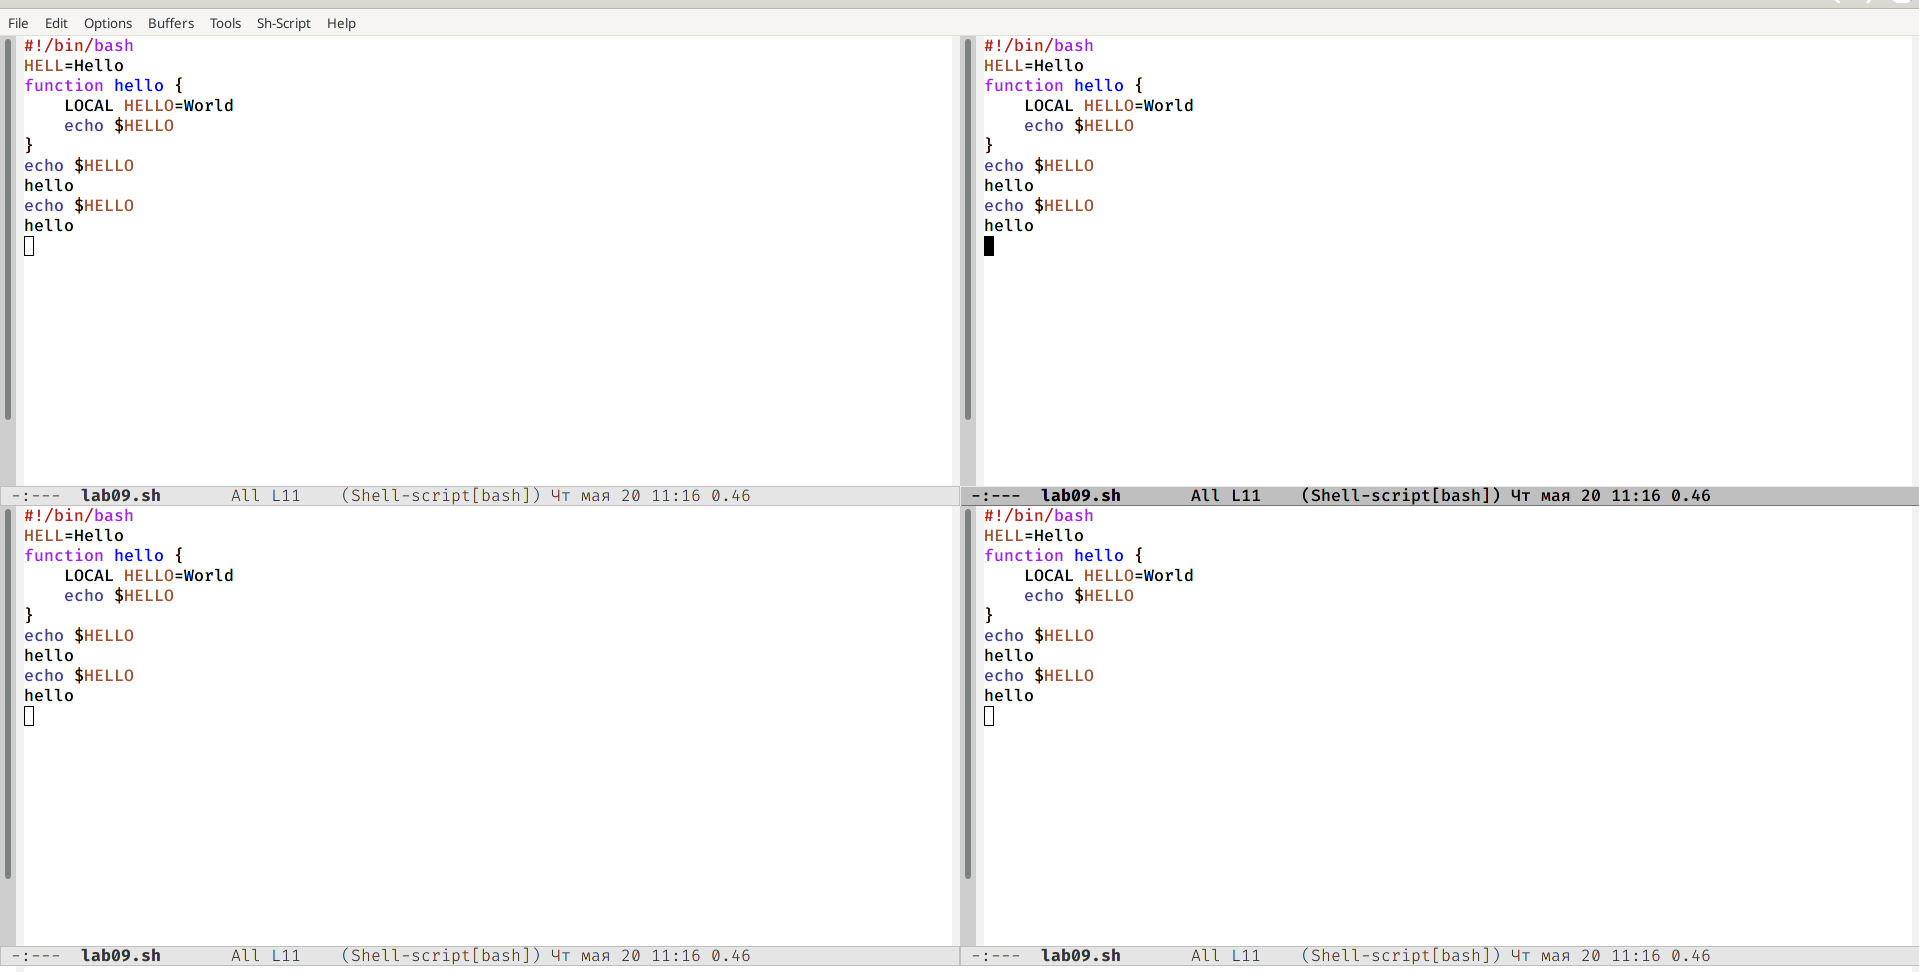 File Edit Options Buffers Tools Sh-Script Help
#!/bin/bash
HELL=Hello
function hello {
    LOCAL HELLO=World
    echo $HELLO
}
echo $HELLO
hello
echo $HELLO
hello
-:--- lab09.sh All L11 (Shell-script[bash]) Чт мая 20 11:16 0.46
#!/bin/bash
HELL=Hello
function hello {
    LOCAL HELLO=World
    echo $HELLO
}
echo $HELLO
hello
echo $HELLO
hello
-:--- lab09.sh All L11 (Shell-script[bash]) Чт мая 20 11:16 0.46
#!/bin/bash
HELL=Hello
function hello {
    LOCAL HELLO=World
    echo $HELLO
}
echo $HELLO
hello
echo $HELLO
hello
-:--- lab09.sh All L11 (Shell-script[bash]) Чт мая 20 11:16 0.46
#!/bin/bash
HELL=Hello
function hello {
    LOCAL HELLO=World
    echo $HELLO
}
echo $HELLO
hello
echo $HELLO
hello
-:--- lab09.sh All L11 (Shell-script[bash]) Чт мая 20 11:16 0.46